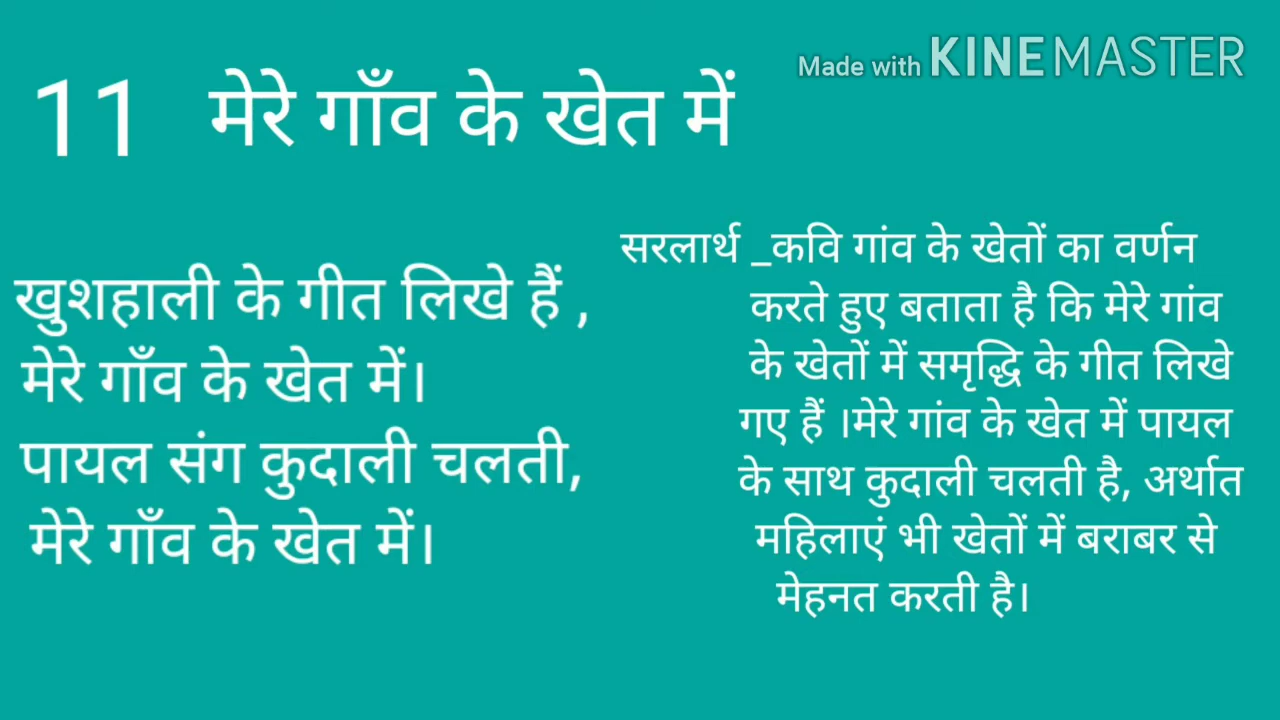 Made with KINEMASTER
11 मेरे गाँव के खेत में
खुशहाली के गीत लिखे हैं ,
मेरे गाँव के खेत में।
पायल संग कुदाली चलती,
मेरे गाँव के खेत में।
सरलार्थ _कवि गांव के खेतों का वर्णन
करते हुए बताता है कि मेरे गांव
के खेतों में समृद्धि के गीत लिखे
गए हैं ।मेरे गांव के खेत में पायल
के साथ कुदाली चलती है, अर्थात
महिलाएं भी खेतों में बराबर से
मेहनत करती है।